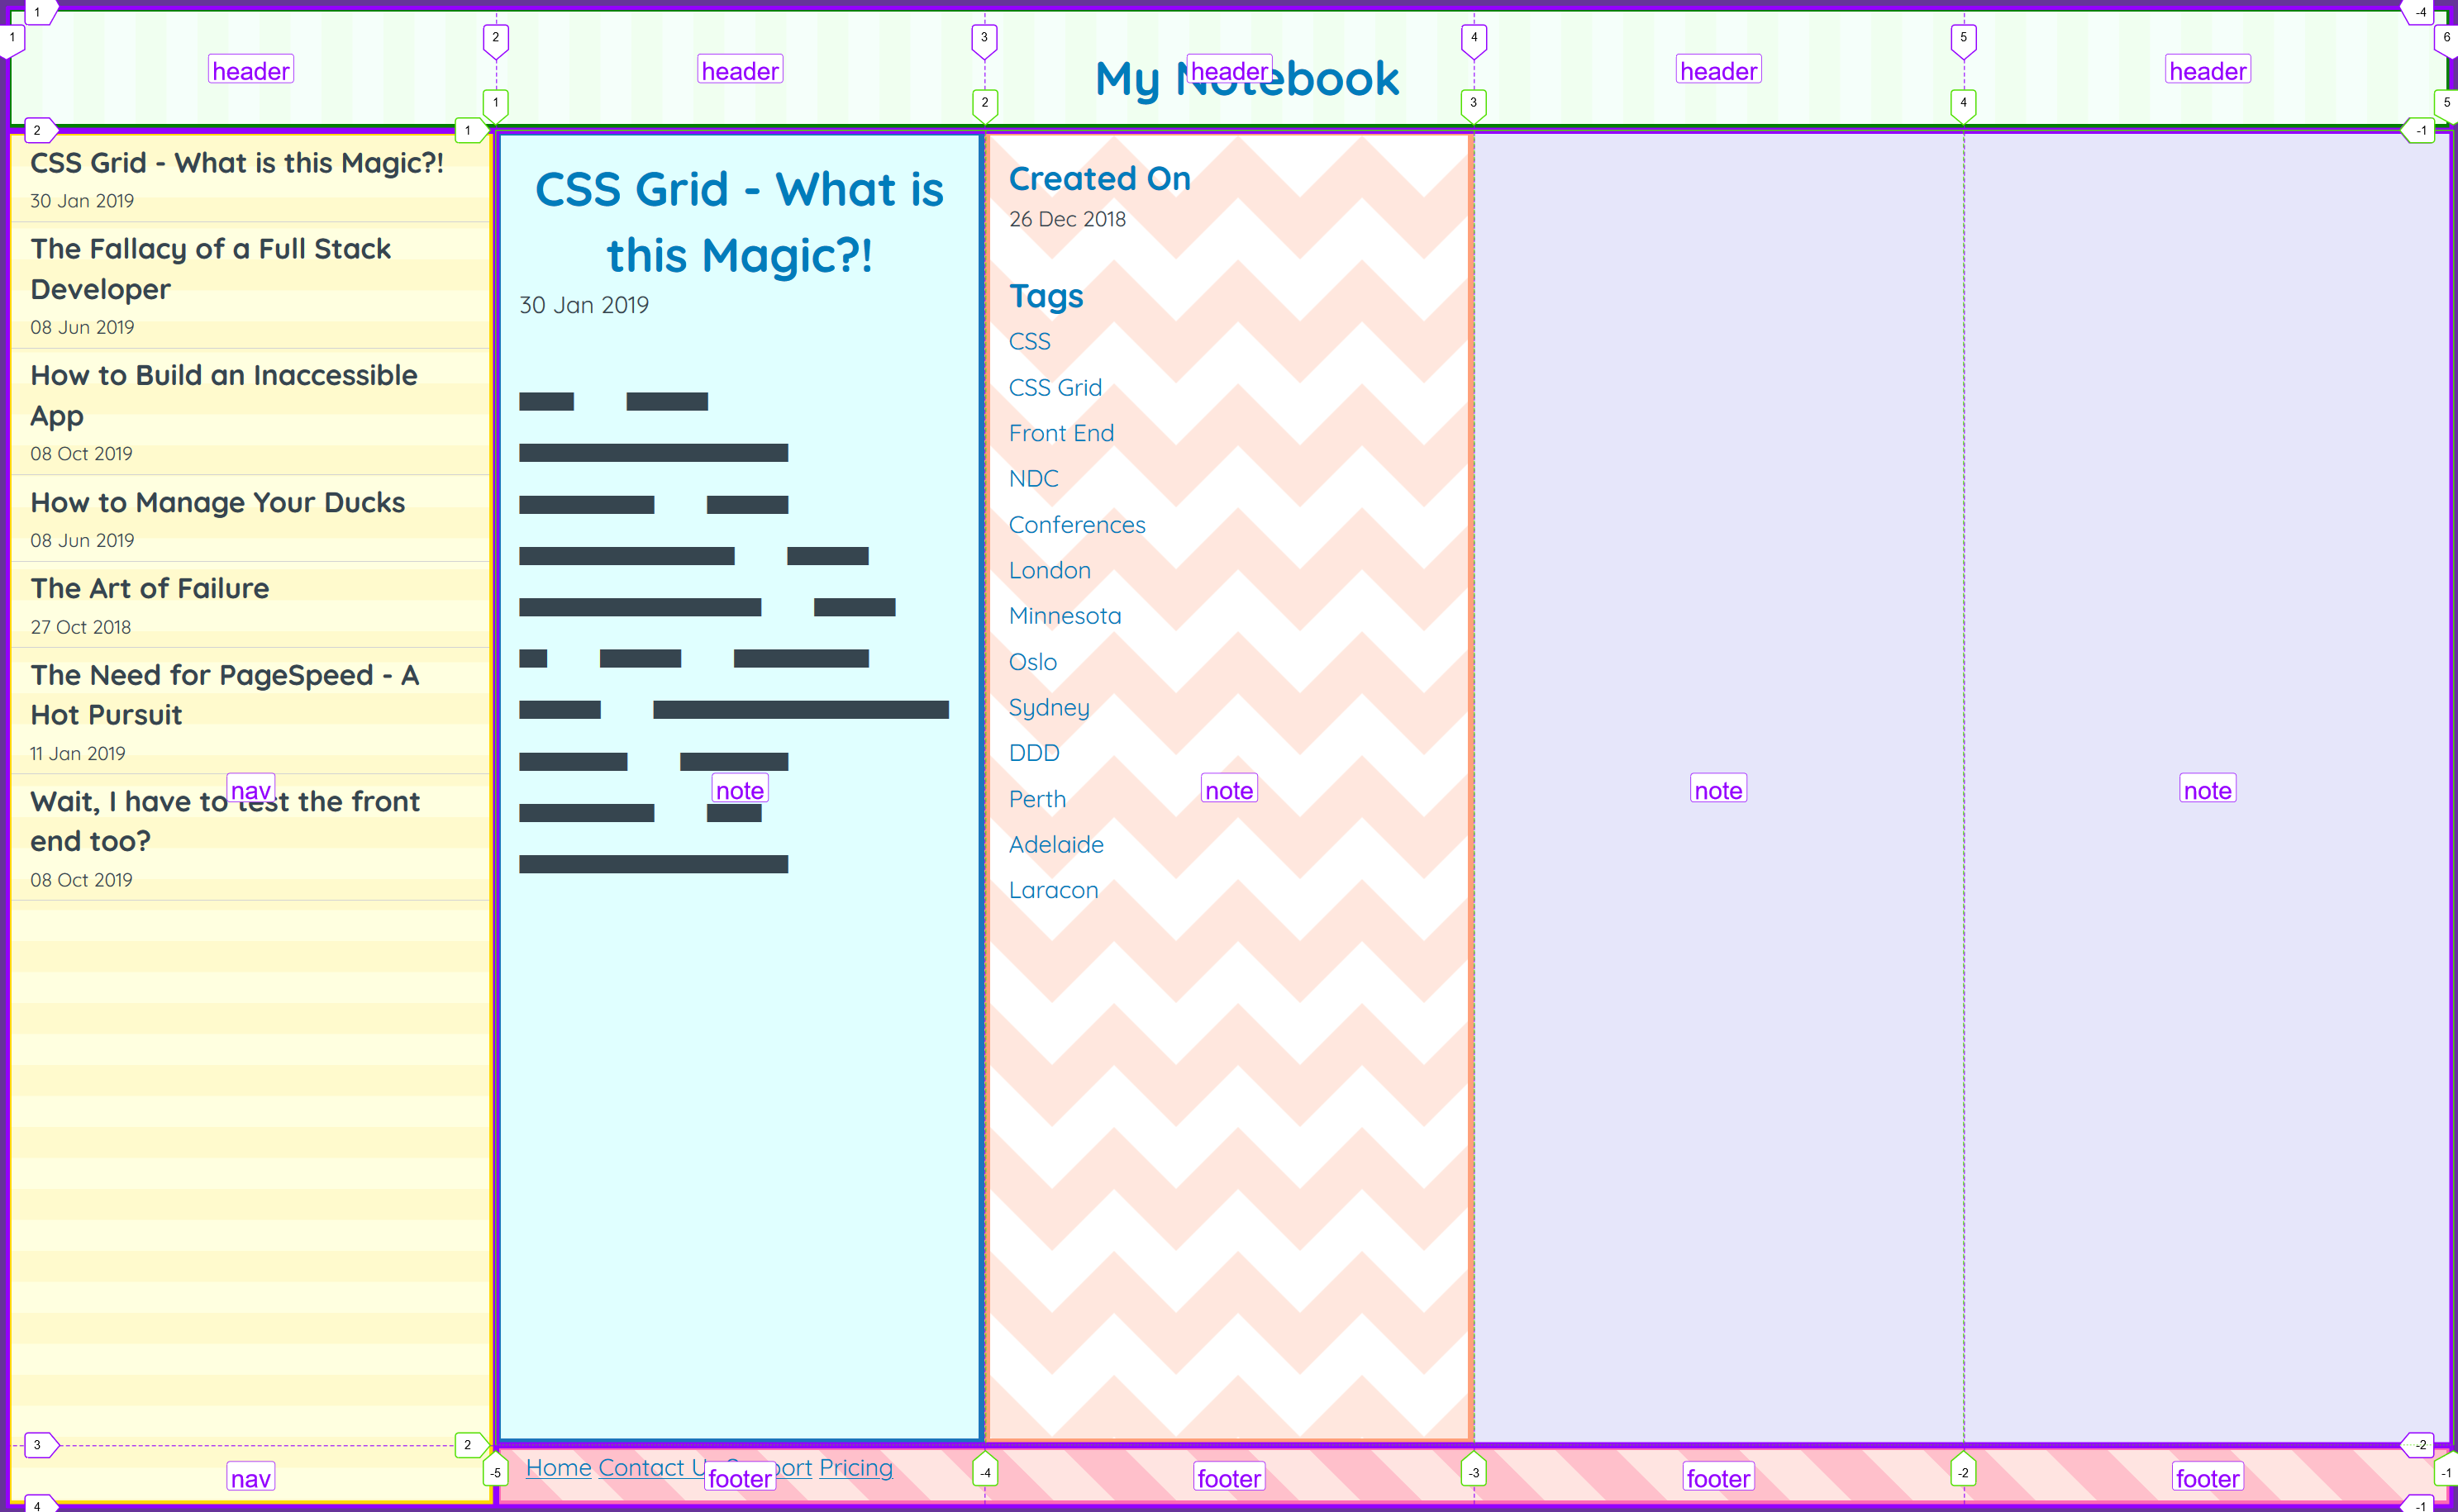 1
-4
1
2
3
4
5
6
header
header
My Notebook
header
header
header
1
2
3
4
5
2
1
-1
CSS Grid - What is this Magic?!
30 Jan 2019
The Fallacy of a Full Stack
Developer
08 Jun 2019
How to Build an Inaccessible
App
08 Oct 2019
How to Manage Your Ducks
08 Jun 2019
The Art of Failure
27 Oct 2018
The Need for PageSpeed - A
Hot Pursuit
11 Jan 2019
nav
Wait, I have to test the front
end too?
08 Oct 2019
CSS Grid - What is
this Magic?!
30 Jan 2019
note
Created On
26 Dec 2018
Tags
CSS
CSS Grid
Front End
NDC
Conferences
London
Minnesota
Oslo
Sydney
DDD
Perth
Adelaide
Laracon
note
note
note
3
2
-2
nav
-5
Home Contact Us Support Pricing
footer
-4
footer
-3
footer
-2
footer
-1
4
-1